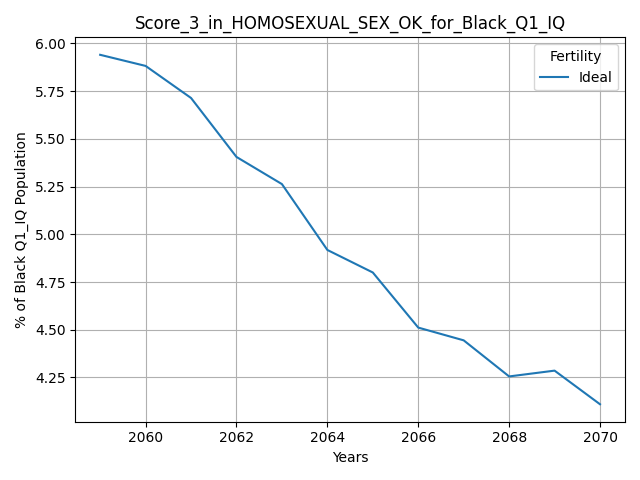 Score_3_in_HOMOSEXUAL_SEX_OK_for_Black_Q1_IQ
6.00
5.75
5.50
5.25
5.00
4.75
4.50
4.25
% of Black Q1_IQ Population
Fertility
Ideal
2060 2062 2064 2066 2068 2070
Years